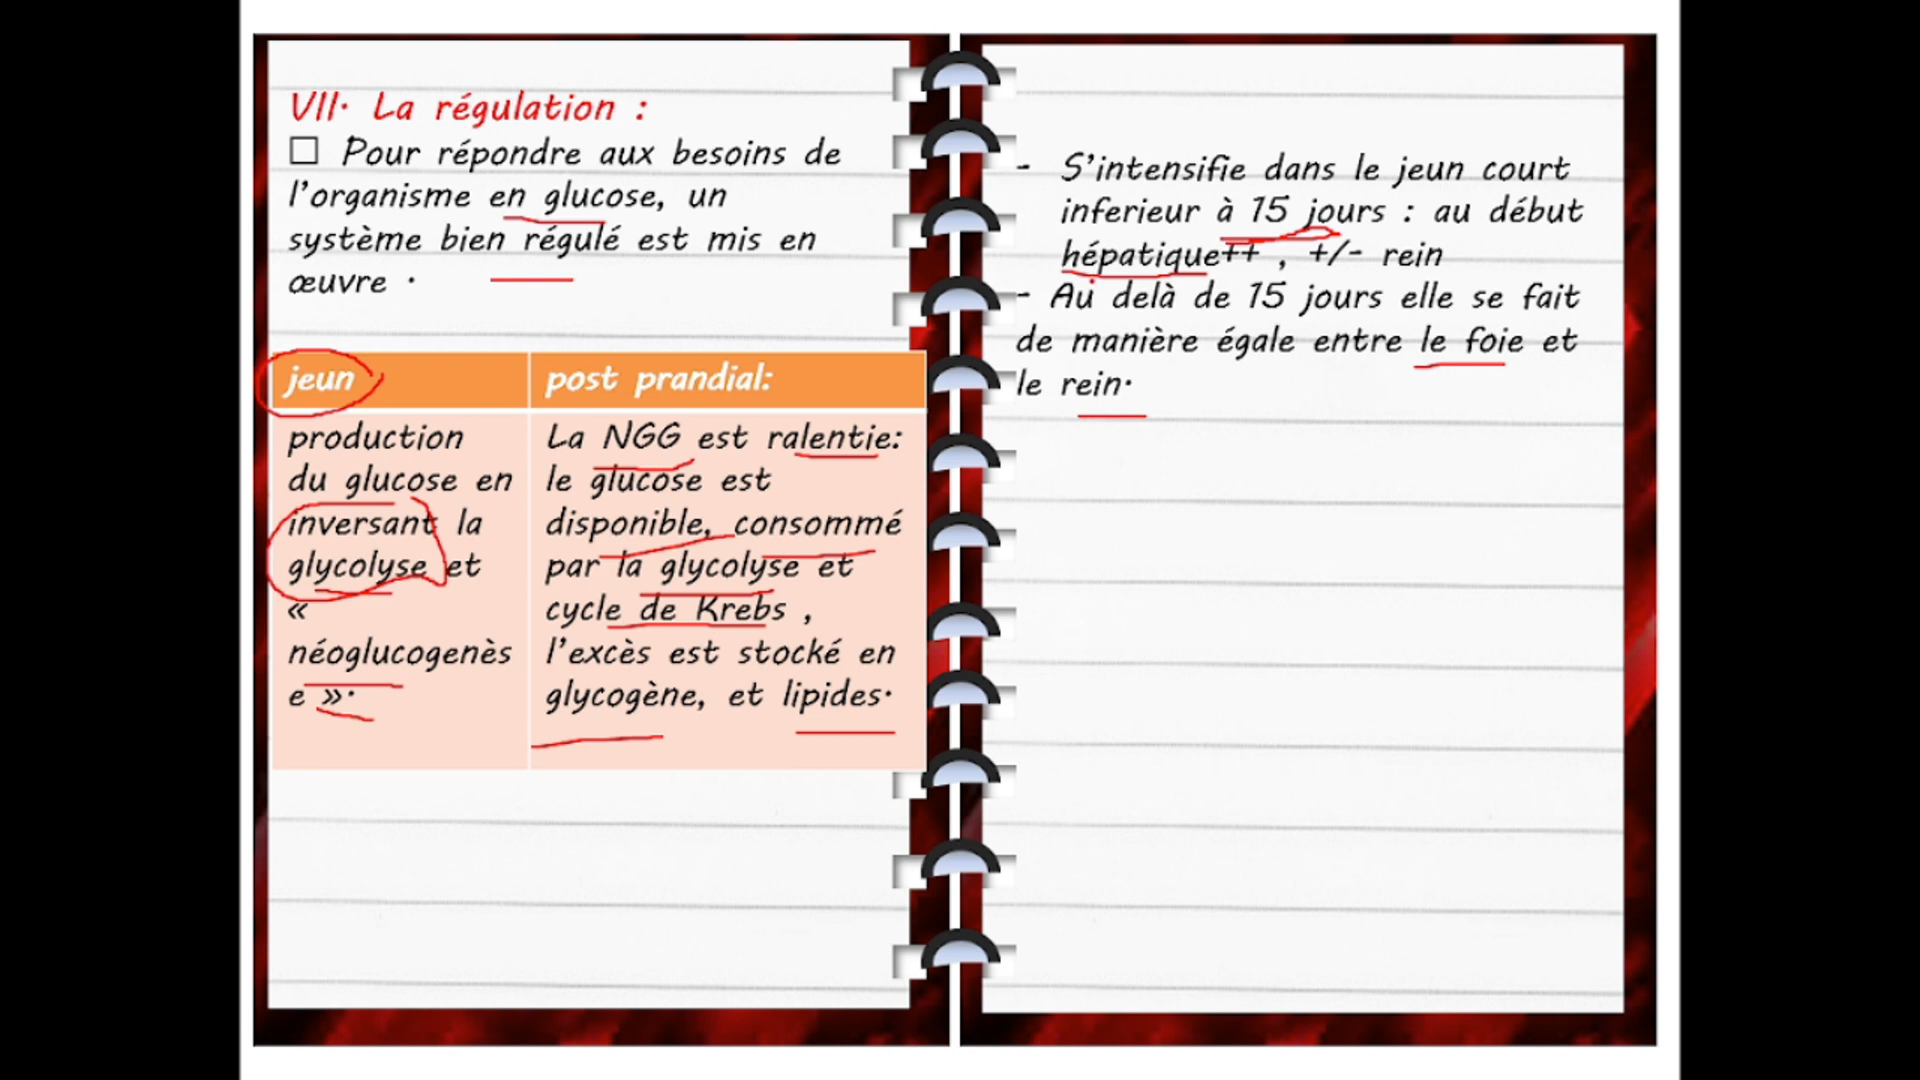 VII· La régulation :
☐ Pour répondre aux besoins de
l'organisme en glucose, un
système bien régulé est mis en
œuvre ·
jeun
production
du glucose en
inversant la
glycolyse et
«
néoglucogenès
e »·
post prandial:
La NGG est ralentie:
le glucose est
disponible, consommé
par la glycolyse et
cycle de Krebs ,
l'excès est stocké en
glycogène, et lipides·
- S'intensifie dans le jeun court
inferieur à 15 jours : au début
hépatique++ , +/- rein
- Au delà de 15 jours elle se fait
de manière égale entre le foie et
le rein·